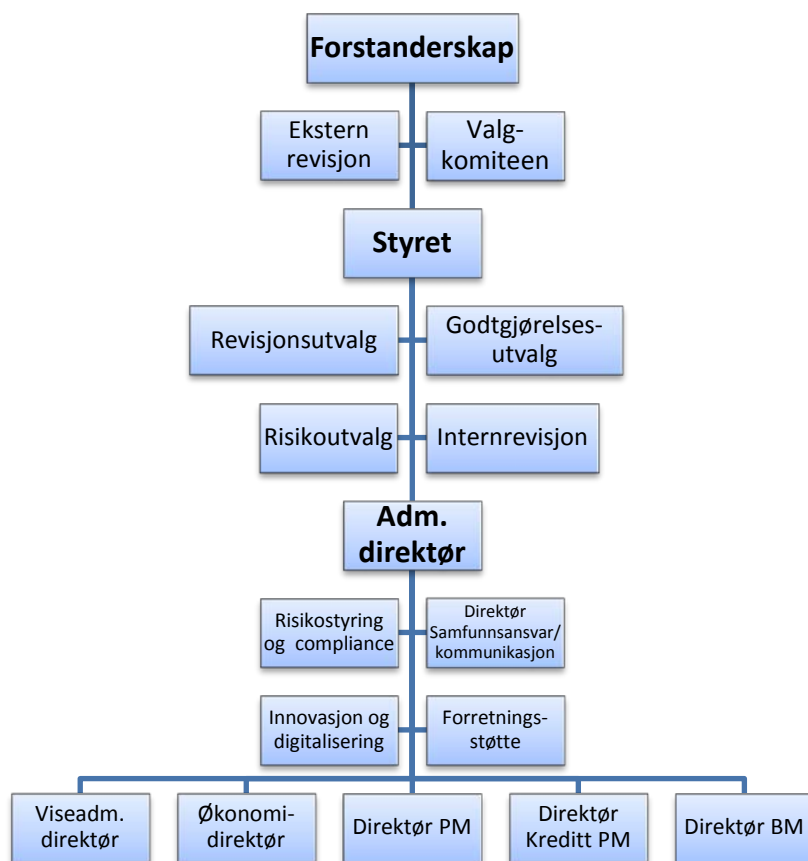 Forstanderskap
Ekstern
revisjon
Valg-
komiteen
Styret
Revisjonsutvalg
Godtgjørelses-
utvalg
Risikoutvalg
Internrevisjon
Adm.
direktør
Risikostyring
og compliance
Direktør
Samfunnsansvar/
kommunikasjon
Innovasjon og
digitalisering
Forretnings-
støtte
Viseadm.
direktør
Økonomi-
direktør
Direktør PM
Direktør
Kreditt PM
Direktør BM